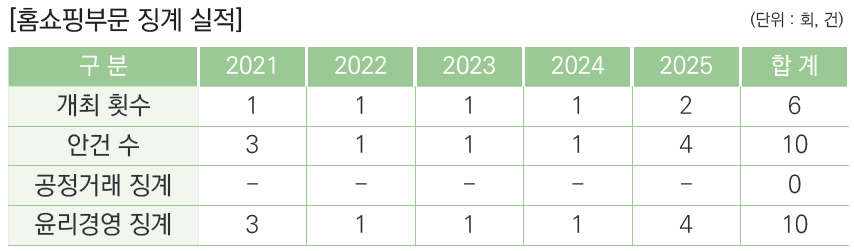 [홈쇼핑부문 징계 실적]
(단위 : 회, 건)
구 분 2021 2022 2023 2024 2025 합 계
개최 횟수 1 1 1 1 2 6
안건 수 3 1 1 1 4 10
공정거래 징계 – – – – – 0
윤리경영 징계 3 1 1 1 4 10